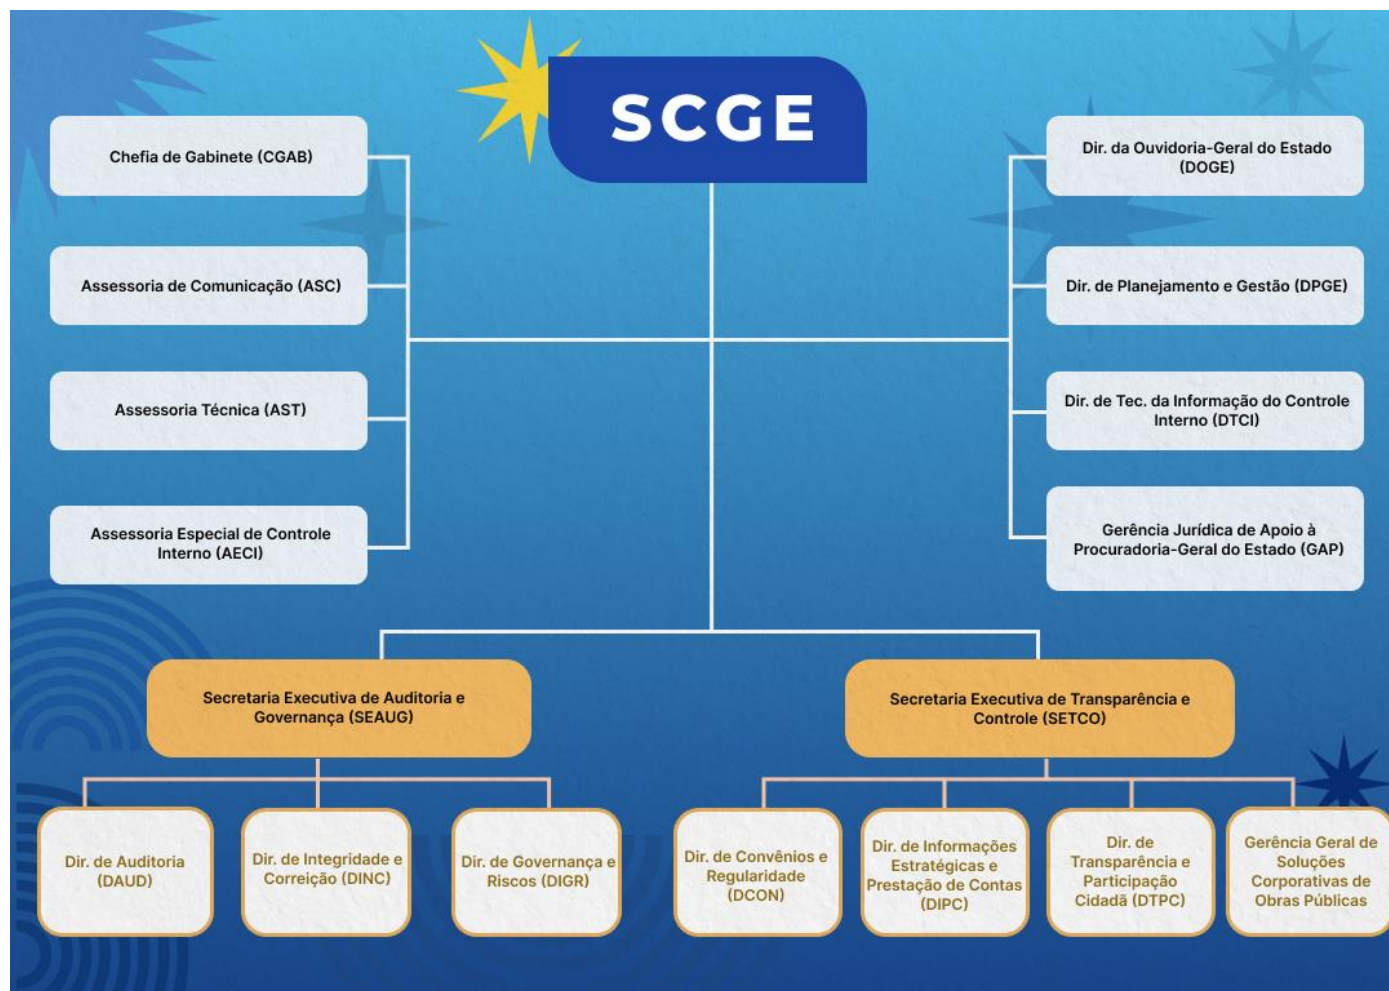 SCGE
Chefia de Gabinete (CGAB)
Assessoria de Comunicação (ASC)
Assessoria Técnica (AST)
Assessoria Especial de Controle
Interno (AECI)
Dir. da Ouvidoria-Geral do Estado
(DOGE)
Dir. de Planejamento e Gestão (DPGE)
Dir. de Tec. da Informação do Controle
Interno (DTCI)
Gerência Jurídica de Apoio à
Procuradoria-Geral do Estado (GAP)
Secretaria Executiva de Auditoria e
Governança (SEAUG)
Secretaria Executiva de Transparência e
Controle (SETCO)
Dir. de Auditoria
(DAUD)
Dir. de Integridade e
Correição (DINC)
Dir. de Governança e
Riscos (DIGR)
Dir. de Convênios e
Regularidade
(DCON)
Dir. de Informações
Estratégicas e
Prestação de Contas
(DIPC)
Dir. de
Transparência e
Participação
Cidadã (DTPC)
Gerência Geral de
Soluções
Corporativas de
Obras Públicas